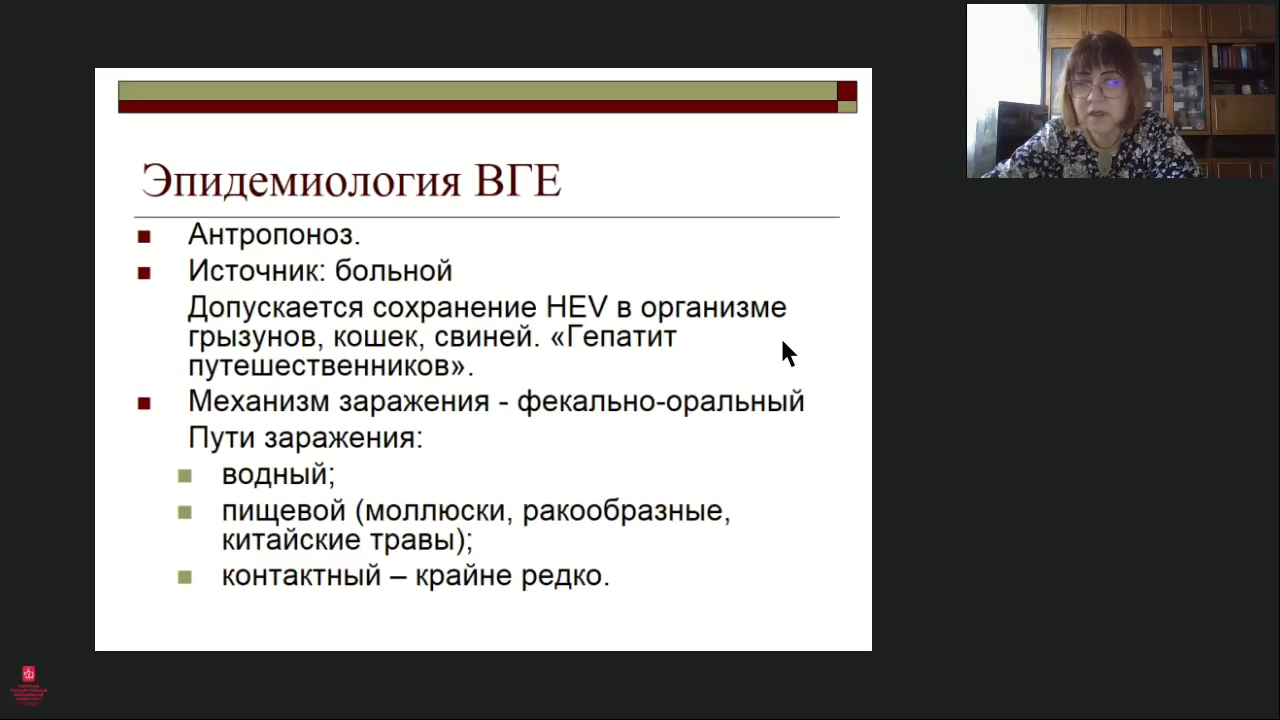 Эпидемиология ВГЕ
Антропоноз.
Источник: больной
Допускается сохранение HEV в организме
грызунов, кошек, свиней. «Гепатит
путешественников».
Механизм заражения - фекально-оральный
Пути заражения:
водный;
пищевой (моллюски, ракообразные,
китайские травы);
контактный – крайне редко.